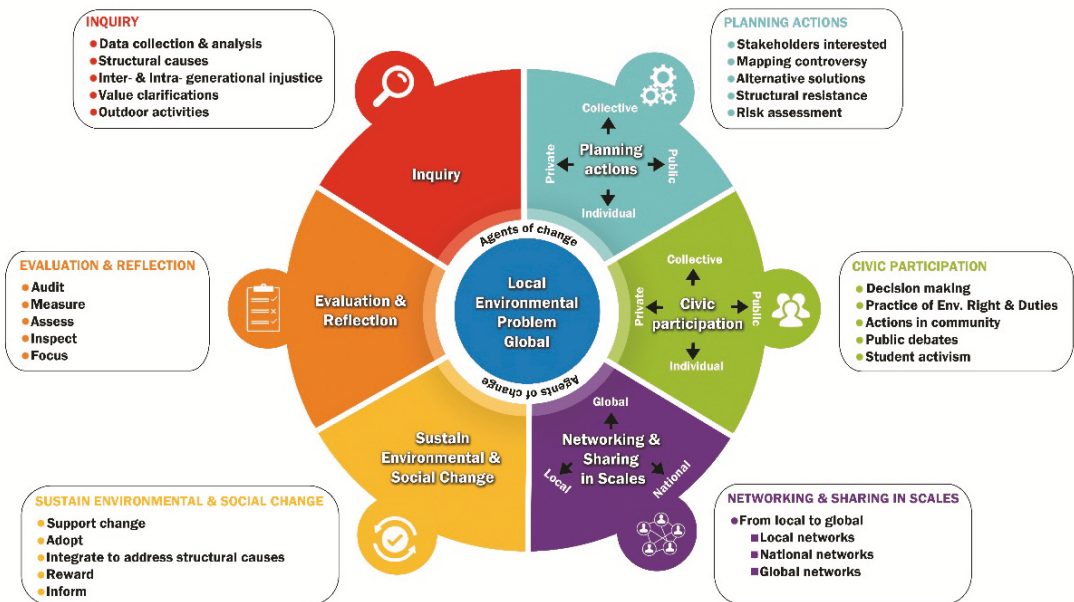 INQUIRY
Data collection & analysis
Structural causes
Inter- & Intra- generational injustice
Value clarifications
Outdoor activities
PLANNING ACTIONS
Stakeholders interested
Mapping controversy
Alternative solutions
Structural resistance
Risk assessment
Inquiry
Collective
Private
Planning
actions
Public
Individual
EVALUATION & REFLECTION
Audit
Measure
Assess
Inspect
Focus
Evaluation &
Reflection
Agents of change
Local
Environmental
Problem
Global
Agents of change
Collective
Private
Civic
participation
Public
Individual
CIVIC PARTICIPATION
Decision making
Practice of Env. Right & Duties
Actions in community
Public debates
Student activism
Sustain
Environmental &
Social Change
Global
Networking &
Sharing
in Scales
Local
National
SUSTAIN ENVIRONMENTAL & SOCIAL CHANGE
Support change
Adopt
Integrate to address structural causes
Reward
Inform
NETWORKING & SHARING IN SCALES
From local to global
Local networks
National networks
Global networks